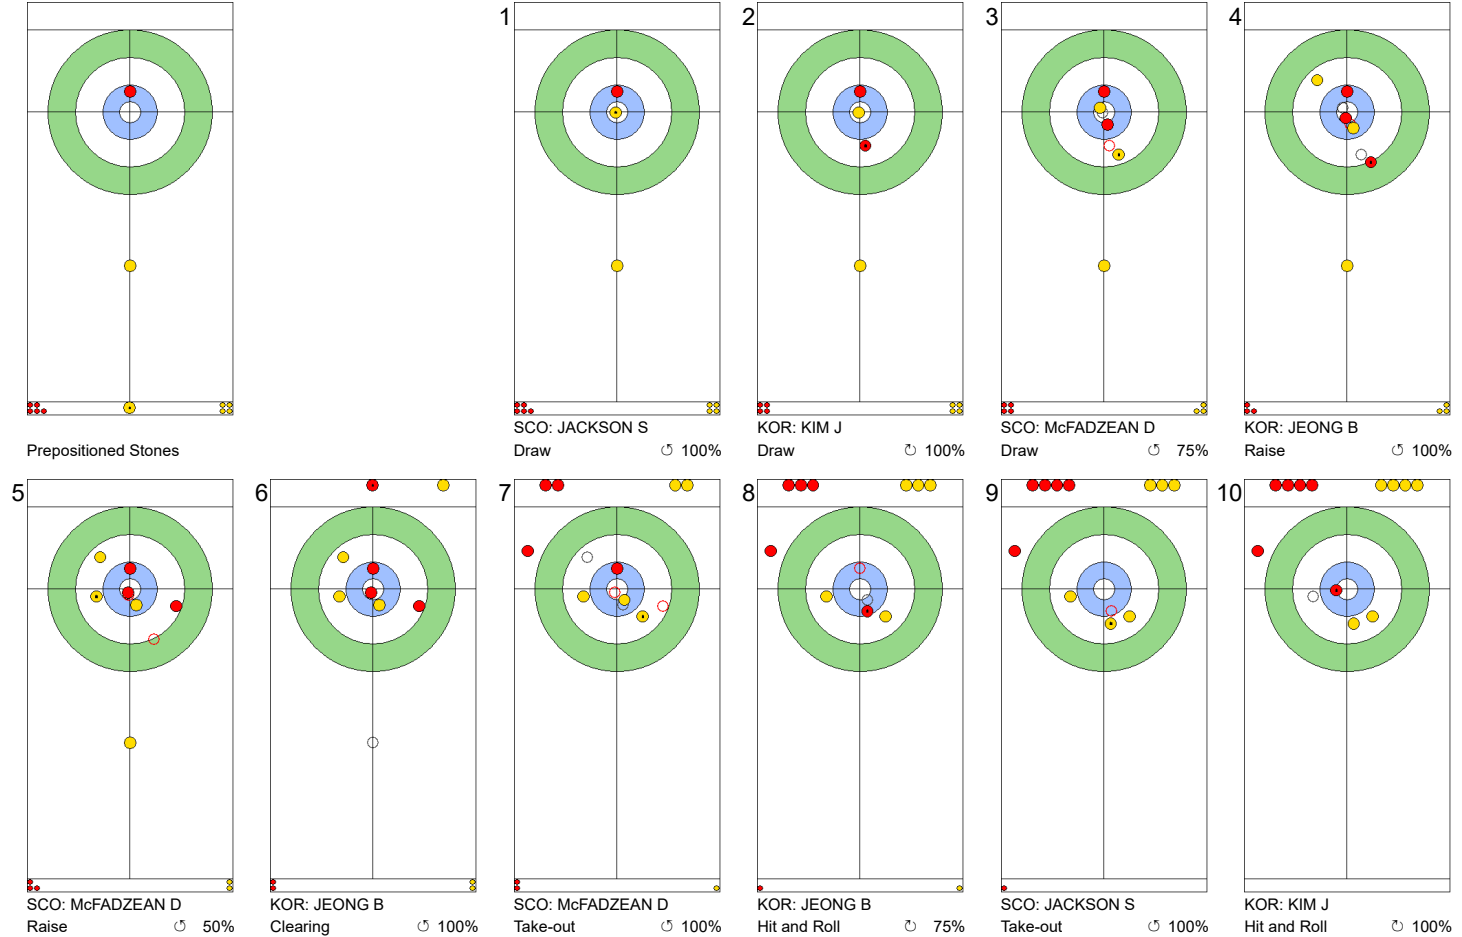 1 2 3 4
Prepositioned Stones
SCO: JACKSON S
Draw ↺ 100%
KOR: KIM J
Draw ↻ 100%
SCO: McFADZEAN D
Draw ↺ 75%
KOR: JEONG B
Raise ↺ 100%
5 6 7 8 9 10
SCO: McFADZEAN D
Raise ↺ 50%
KOR: JEONG B
Clearing ↺ 100%
SCO: McFADZEAN D
Take-out ↺ 100%
KOR: JEONG B
Hit and Roll ↻ 75%
SCO: JACKSON S
Take-out ↺ 100%
KOR: KIM J
Hit and Roll ↺ 100%